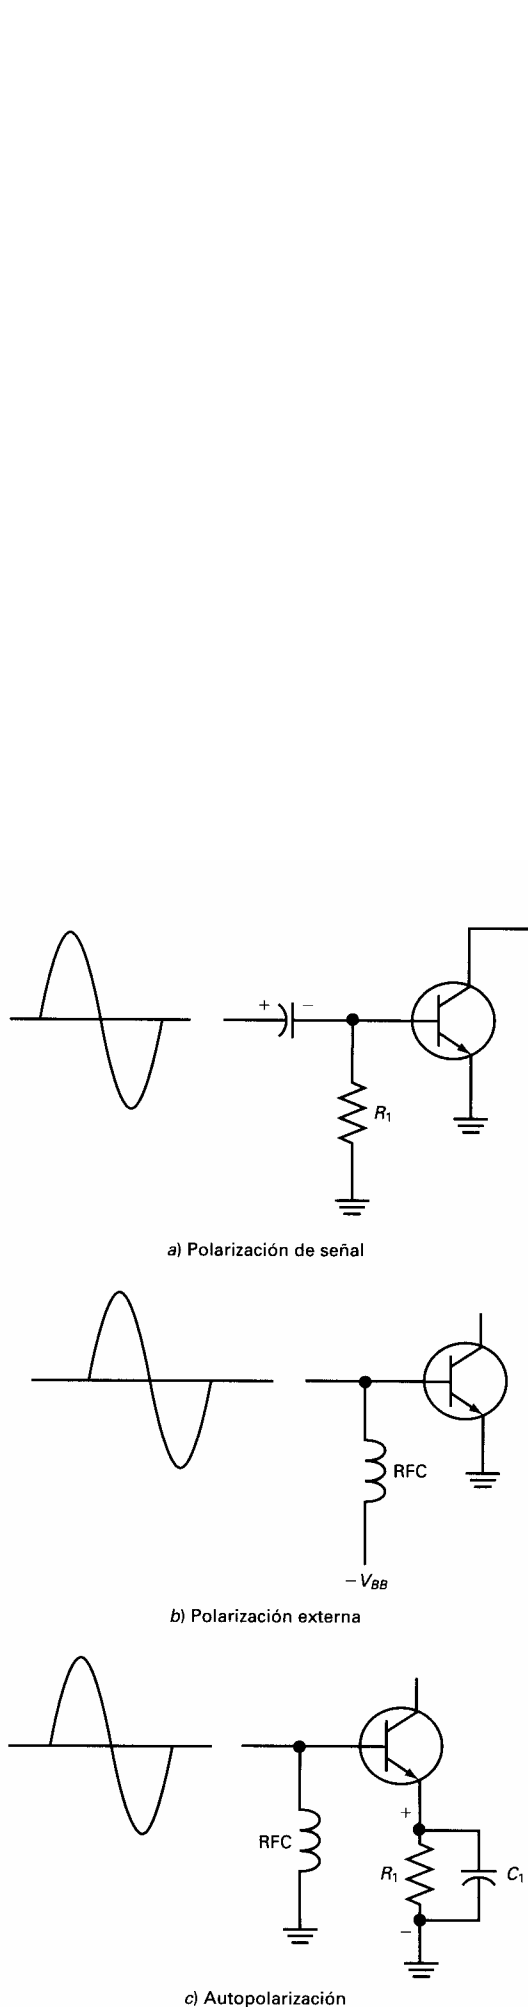 + −
R1
a) Polarización de señal
RFC
− VBB
b) Polarización externa
+
RFC
R1
C1
−
c) Autopolarización